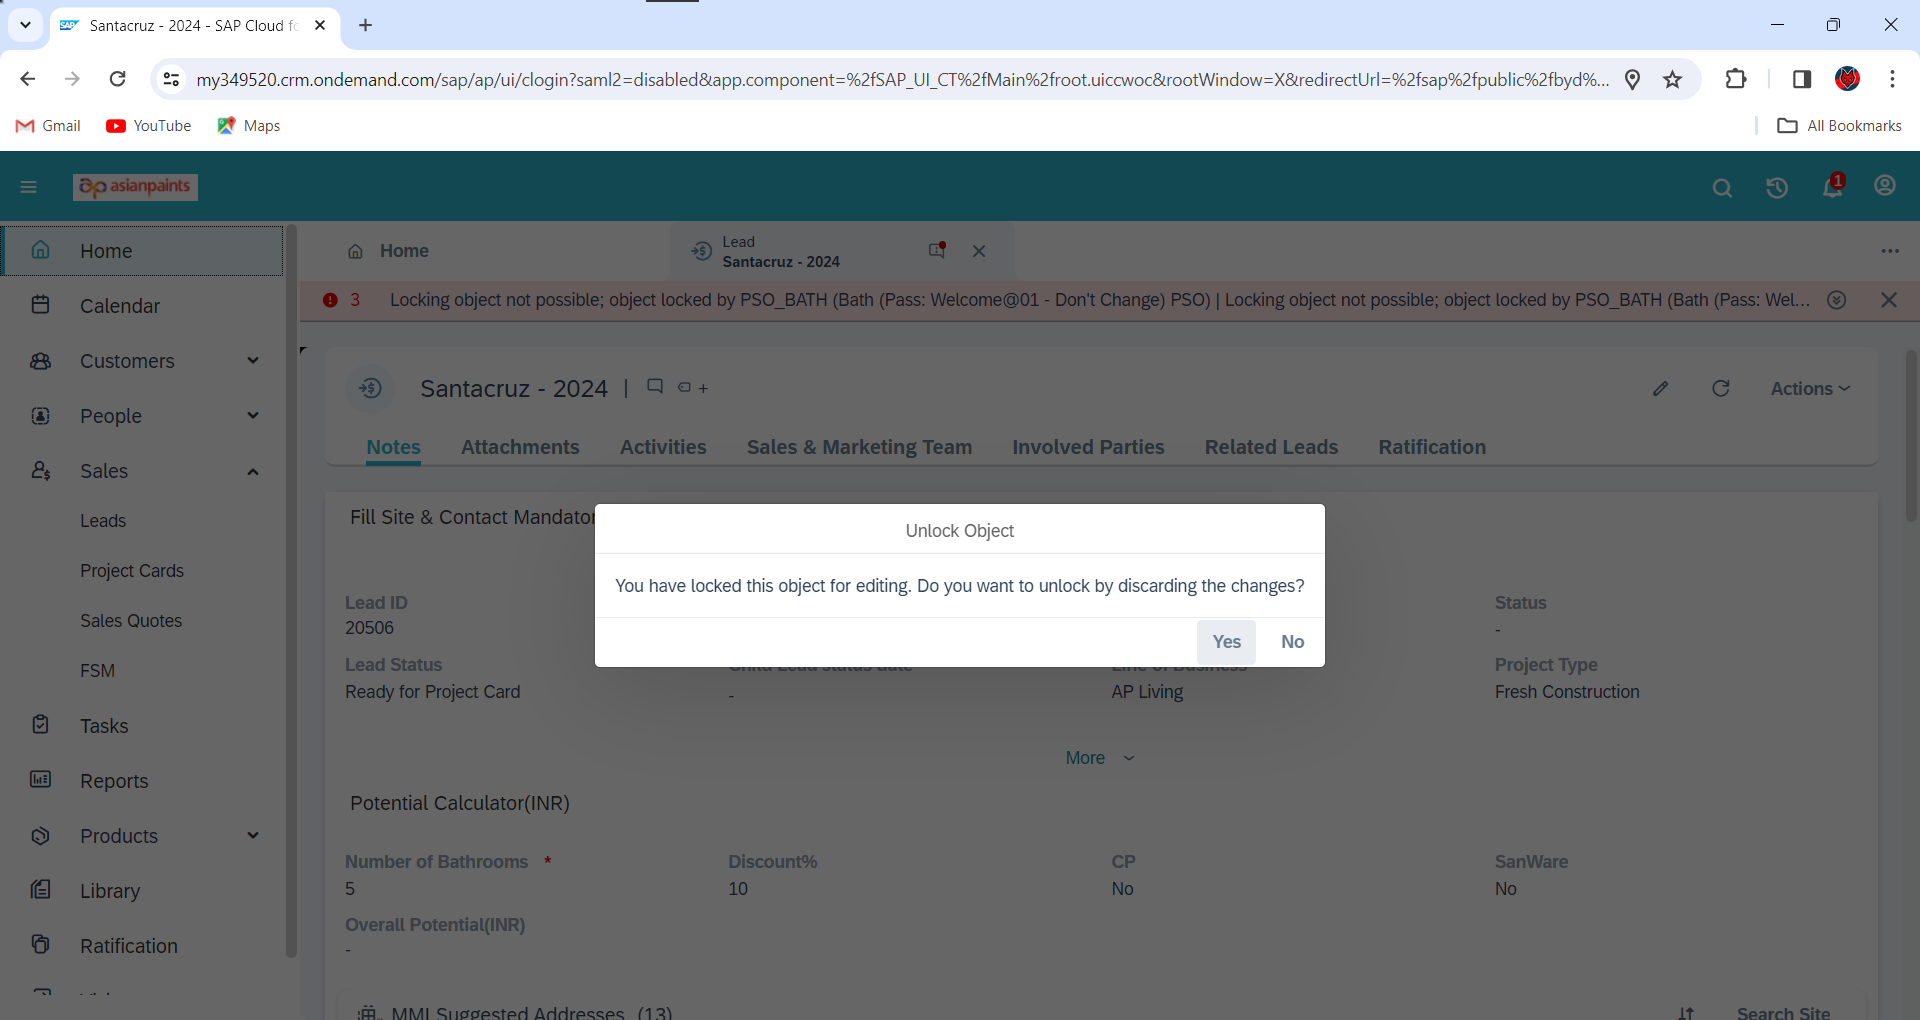 Santacruz - 2024 - SAP Cloud fo
my349520.crm.ondemand.com/sap/ap/ui/clogin?saml2=disabled&app.component=%2fSAP_UI_CT%2fMain%2froot.uiccwoc&rootWindow=X&redirectUrl=%2fsap%2fpublic%2fbyd%...
Gmail
YouTube
Maps
All Bookmarks
asianpaints
1
Home
Calendar
Customers
People
Sales
Leads
Project Cards
Sales Quotes
FSM
Tasks
Reports
Products
Library
Ratification
Home
Lead
Santacruz - 2024
3 Locking object not possible; object locked by PSO_BATH (Bath (Pass: Welcome@01 - Don't Change) PSO) | Locking object not possible; object locked by PSO_BATH (Bath (Pass: Wel...
Santacruz - 2024 |
Actions
Notes Attachments Activities Sales & Marketing Team Involved Parties Related Leads Ratification
Fill Site & Contact Mandator
Unlock Object
You have locked this object for editing. Do you want to unlock by discarding the changes?
Yes No
Lead ID
20506
Status
-
Lead Status
Ready for Project Card
Child Lead status date
-
Line of Business
AP Living
Project Type
Fresh Construction
More
Potential Calculator(INR)
Number of Bathrooms *
5
Discount%
10
CP
No
SanWare
No
Overall Potential(INR)
-
MMI Suggested Addresses (13)
Search Site